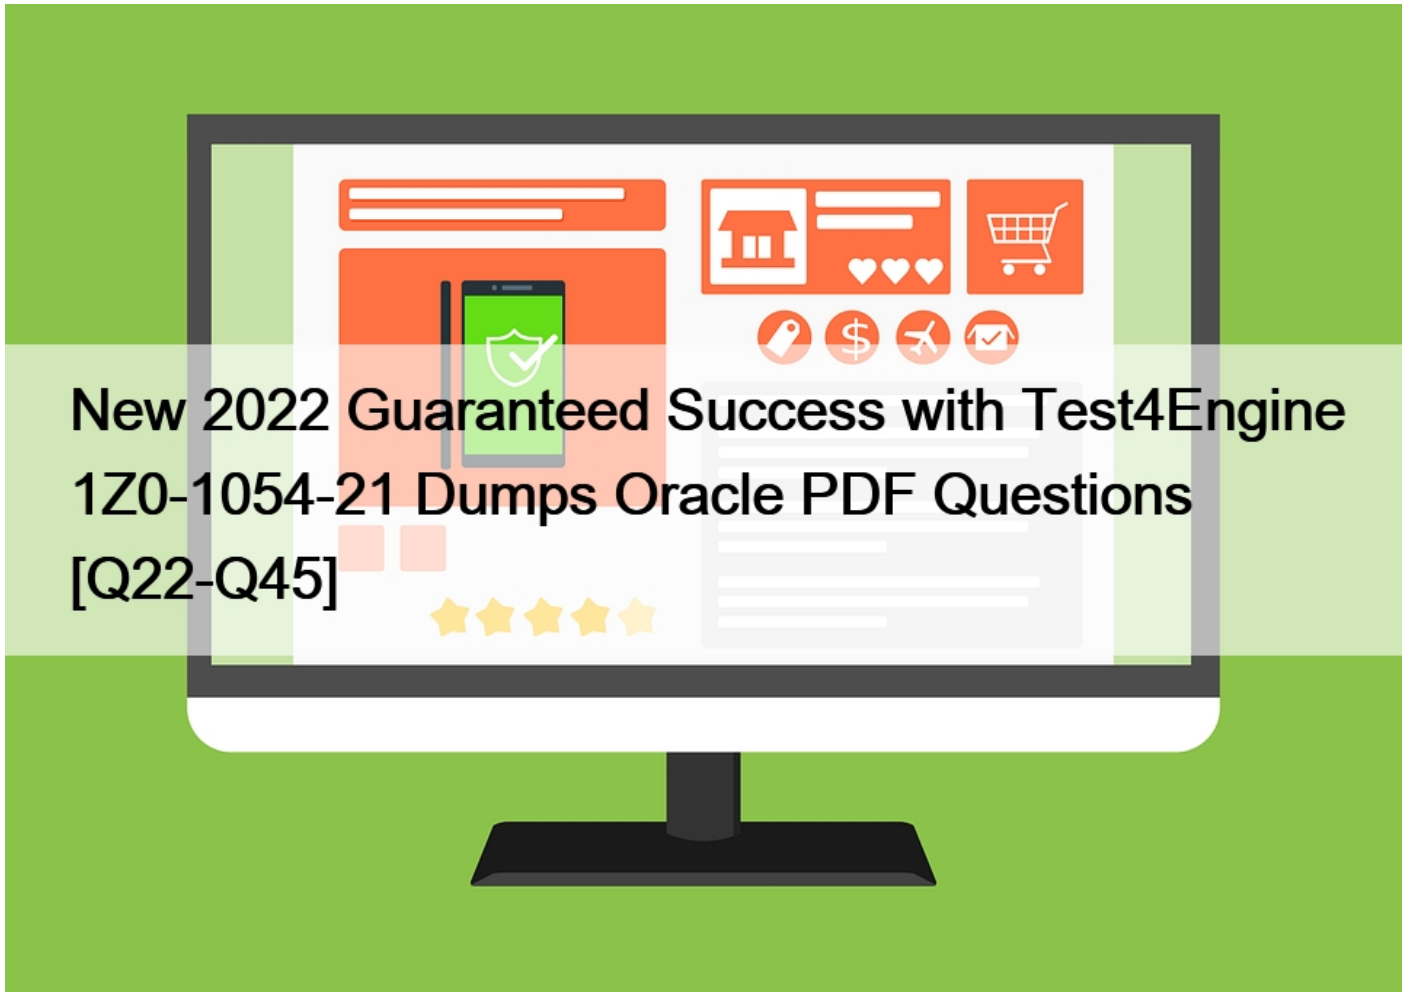 New 2022 Guaranteed Success with Test4Engine
1Z0-1054-21 Dumps Oracle PDF Questions
[Q22-Q45]
$